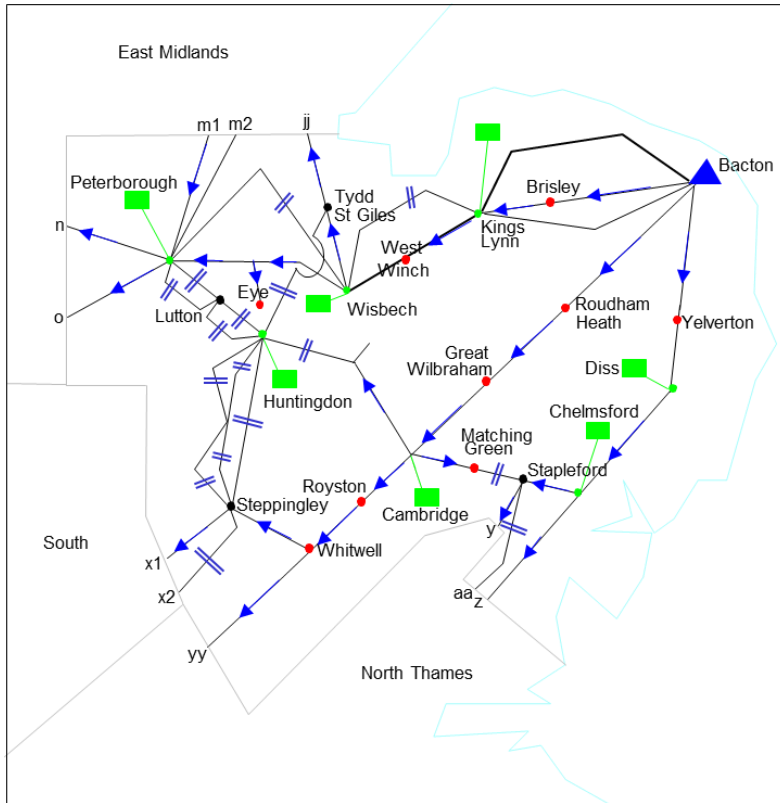 East Midlands
m1 m2
jj
Peterborough
Bacton
Brisley
Tydd
St Giles
n
Kings
Lynn
West
Winch
Eye
Wisbech
Lutton
o
Roudham
Heath
Yelverton
Great
Wilbraham
Diss
Huntingdon
Chelmsford
Matching
Green
Stapleford
Royston
Steppingley
Cambridge
y
South
Whitwell
x1
x2
aa
z
yy
North Thames